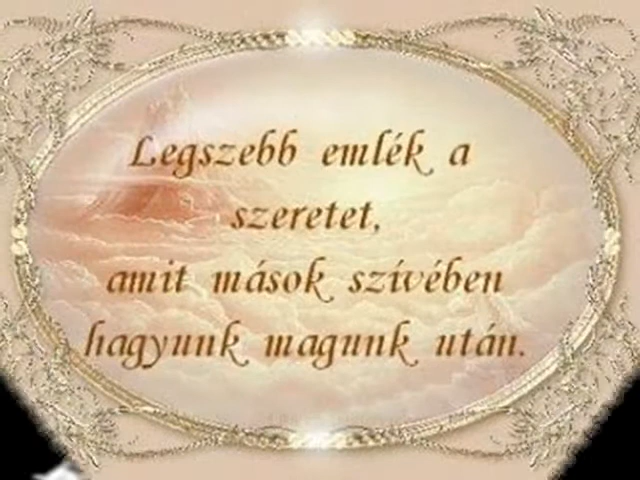 Legszebb emlék a
szeretet,
amit mások szívében
hagyunk magunk után.